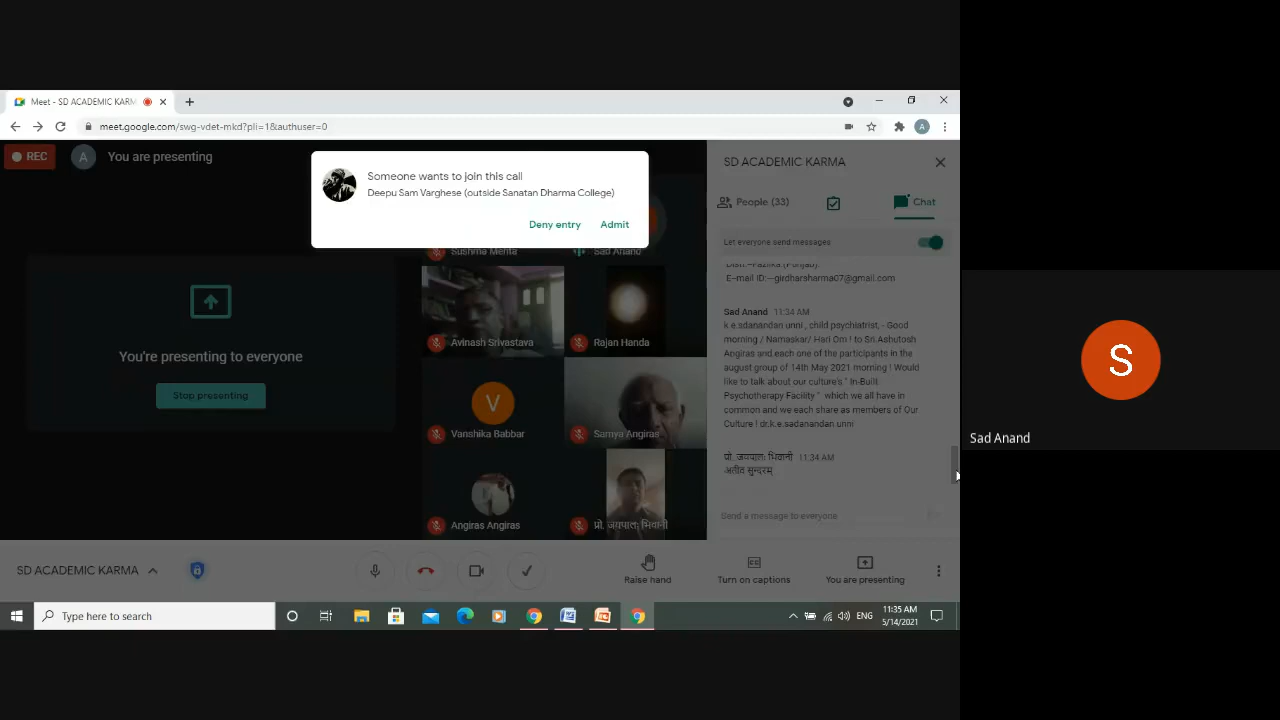 Meet - SD ACADEMIC KARM
meet.google.com/swg-vdet-mkd?pli=1&authuser=0
REC
A
You are presenting
Someone wants to join this call
Deepu Sam Varghese (outside Sanatan Dharma College)
Deny entry
Admit
SD ACADEMIC KARMA
People (33)
Chat
Let everyone send messages
Distt.--Fazilka.(Punjab).
E-mail ID:--girdharsharma07@gmail.com
Sad Anand 11:34 AM
k.e.sadanandan unni , child psychiatrist, - Good
morning / Namaskar/ Hari Om ! to Sri.Ashutosh
Angiras and each one of the participants in the
august group of 14th May 2021 morning ! Would
like to talk about our culture's " In-Built
Psychotherapy Facility " which we all have in
common and we each share as members of Our
Culture ! dr.k.e.sadanandan.unni
प्रो. जयपालः भिवानी 11:34 AM
अतीव सुन्दरम्
Send a message to everyone
You're presenting to everyone
Stop presenting
Sushma Mehta
Sad Anand
Avinash Srivastava
Rajan Handa
V
Vanshika Babbar
Samya Angiras
Angiras Angiras
प्रो. जयपालः भिवानी
SD ACADEMIC KARMA
Raise hand
CC
Turn on captions
You are presenting
Type here to search
ENG
11:35 AM
5/14/2021
S
Sad Anand